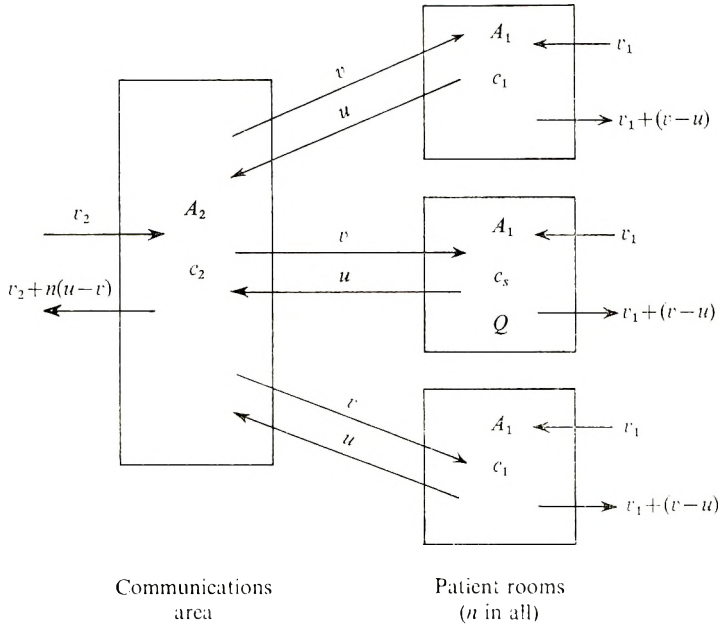 A₁
v₁
c₁
v₁+(v−u)
v
u
v₂
A₂
c₂
v₂+n(u−v)
v
u
A₁
v₁
c_s
Q
v₁+(v−u)
v
u
A₁
v₁
c₁
v₁+(v−u)
Communications
area
Patient rooms
(n in all)